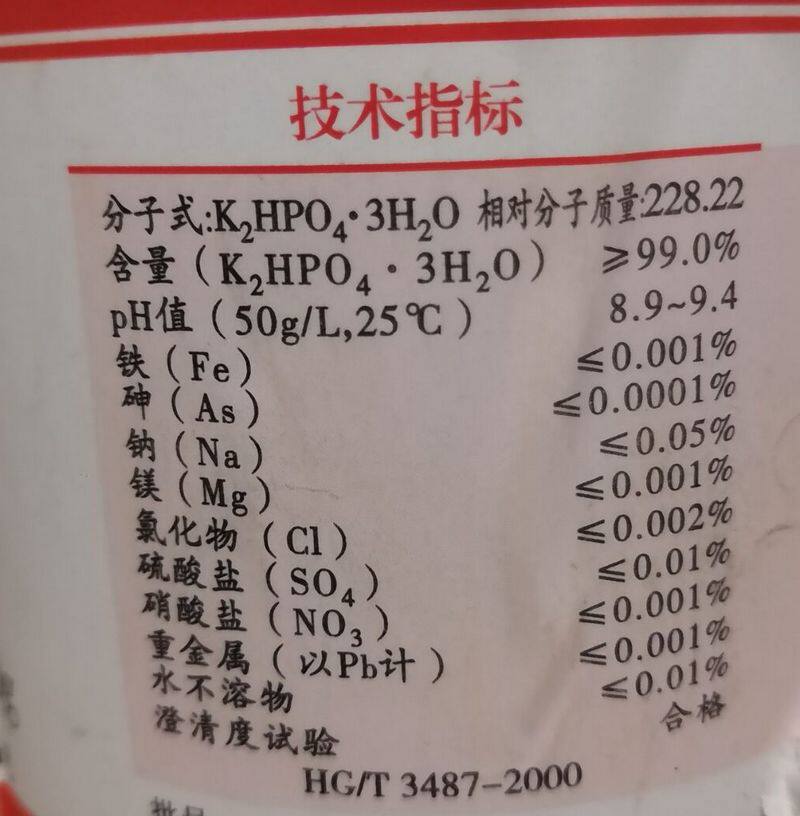 技术指标
分子式:K₂HPO₄·3H₂O 相对分子质量:228.22
含量(K₂HPO₄·3H₂O) ≥99.0%
pH值(50g/L,25℃) 8.9~9.4
铁(Fe) ≤0.001%
砷(As) ≤0.0001%
钠(Na) ≤0.05%
镁(Mg) ≤0.001%
氯化物(Cl) ≤0.002%
硫酸盐(SO₄) ≤0.01%
硝酸盐(NO₃) ≤0.001%
重金属(以Pb计) ≤0.001%
水不溶物 ≤0.01%
澄清度试验 合格
HG/T 3487-2000